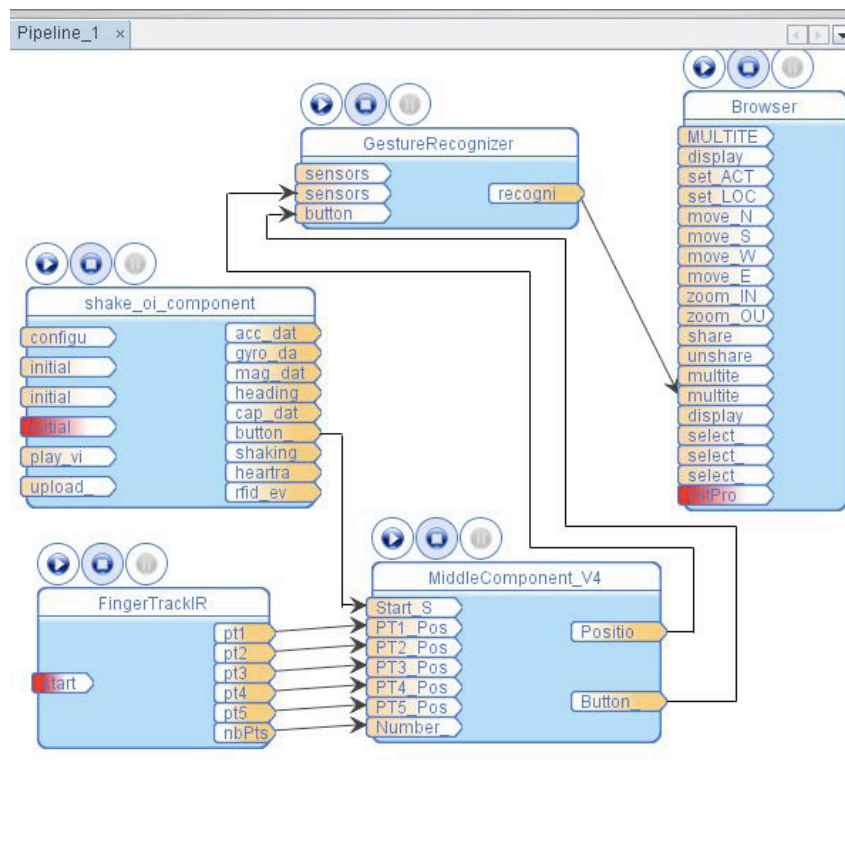 Pipeline_1 ×
GestureRecognizer
sensors
sensors
button
recogni
Browser
MULTITE
display
set_ACT
set_LOC
move_N
move_S
move_W
move_E
zoom_IN
zoom_OU
share
unshare
multite
multite
display
select_
select_
select_
shake_oi_component
configu
initial
initial
initial
play_vi
upload_
acc_dat
gyro_da
mag_dat
heading
cap_dat
button_
shaking
heartra
rfid_ev
FingerTrackIR
start
pt1
pt2
pt3
pt4
pt5
nbPts
MiddleComponent_V4
Start_S
PT1_Pos
PT2_Pos
PT3_Pos
PT4_Pos
PT5_Pos
Number_
Positio
Button_